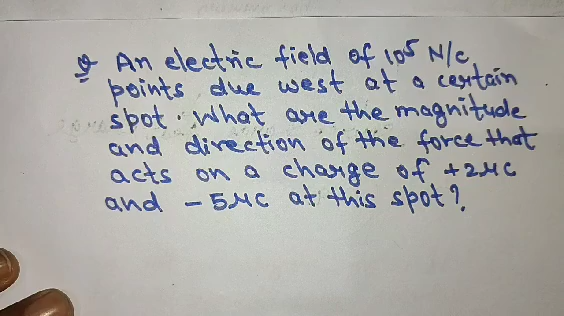 Q An electric field of 10⁵ N/C
points due west at a certain
spot. What are the magnitude
and direction of the force that
acts on a charge of +2μC
and -5μC at this spot?